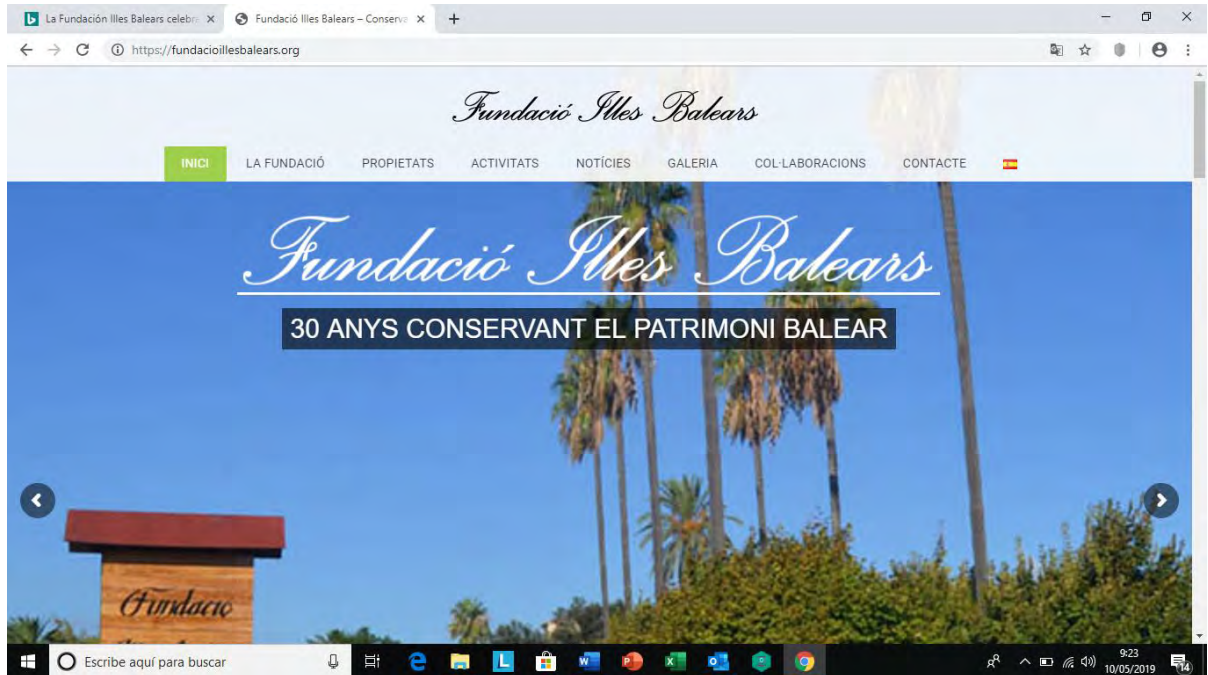 La Fundación Illes Balears celebr
Fundació Illes Balears – Conserva
https://fundacioillesbalears.org
Fundació Illes Balears
INICI LA FUNDACIÓ PROPIETATS ACTIVITATS NOTÍCIES GALERIA COL·LABORACIONS CONTACTE
Fundació Illes Balears
30 ANYS CONSERVANT EL PATRIMONI BALEAR
Fundació
Escribe aquí para buscar
9:23
10/05/2019
14